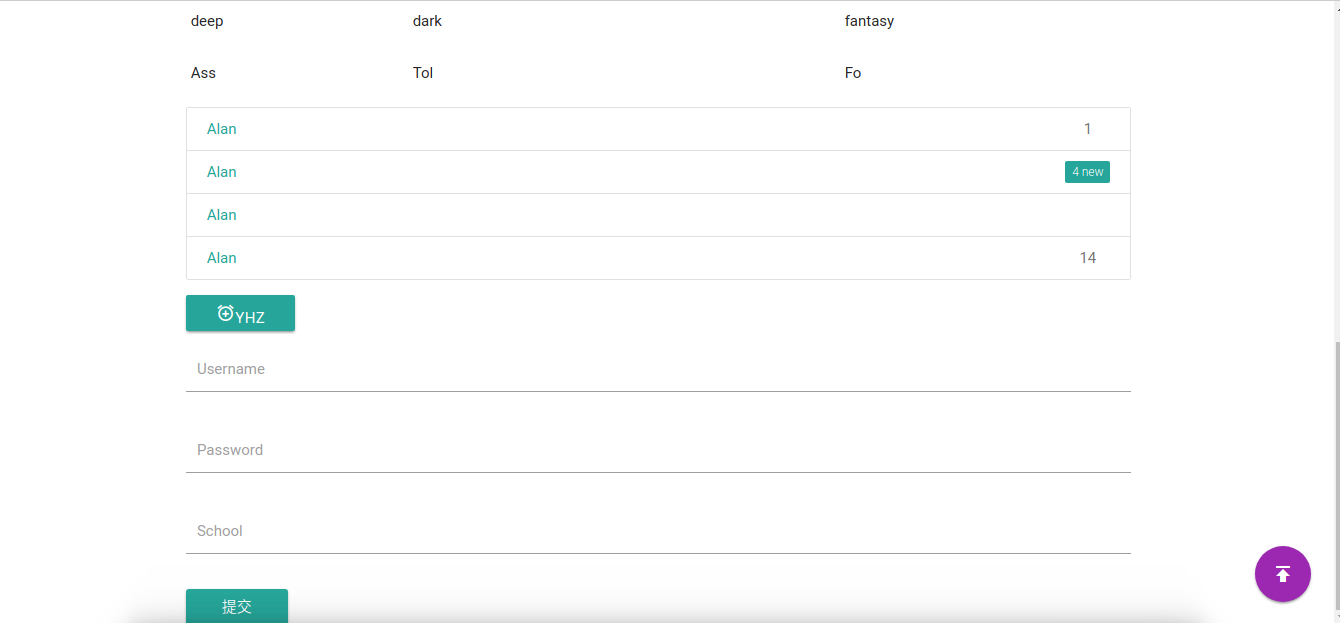 deep dark fantasy
Ass Tol Fo
Alan 1
Alan 4 new
Alan
Alan 14
YHZ
Username
Password
School
提交